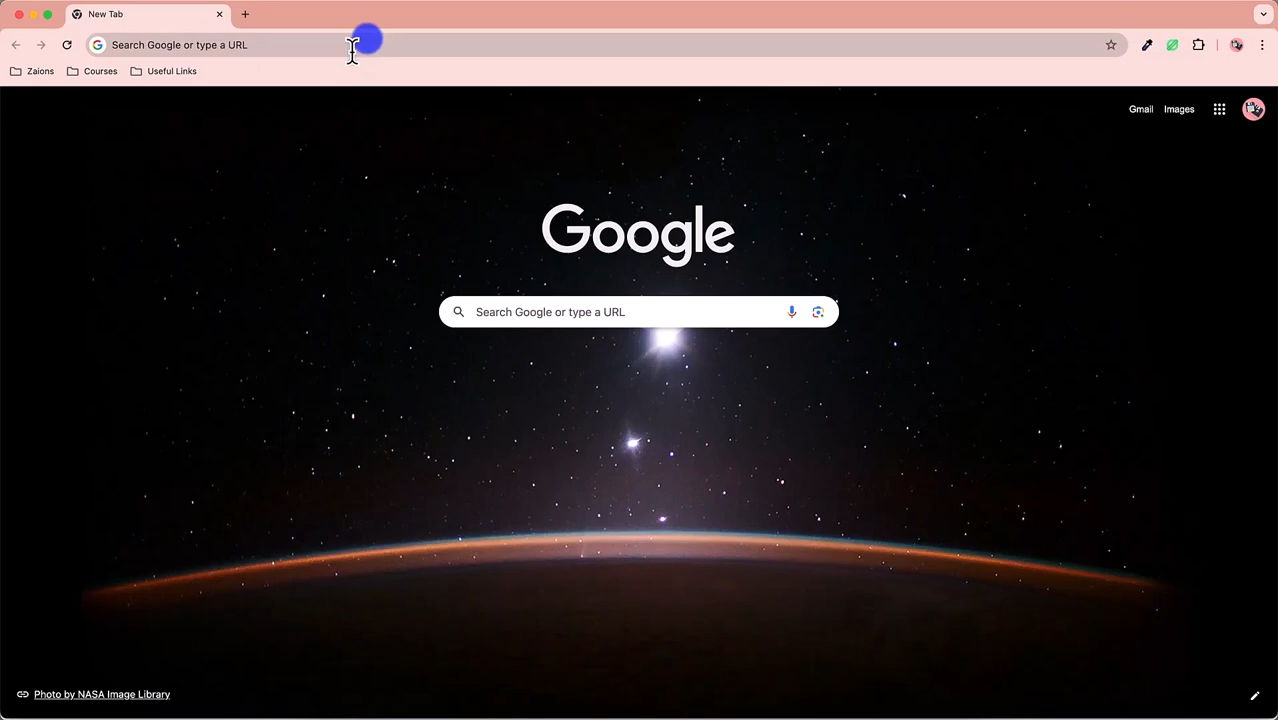 New Tab
Search Google or type a URL
Zaions
Courses
Useful Links
Gmail
Images
Google
Search Google or type a URL
Photo by NASA Image Library